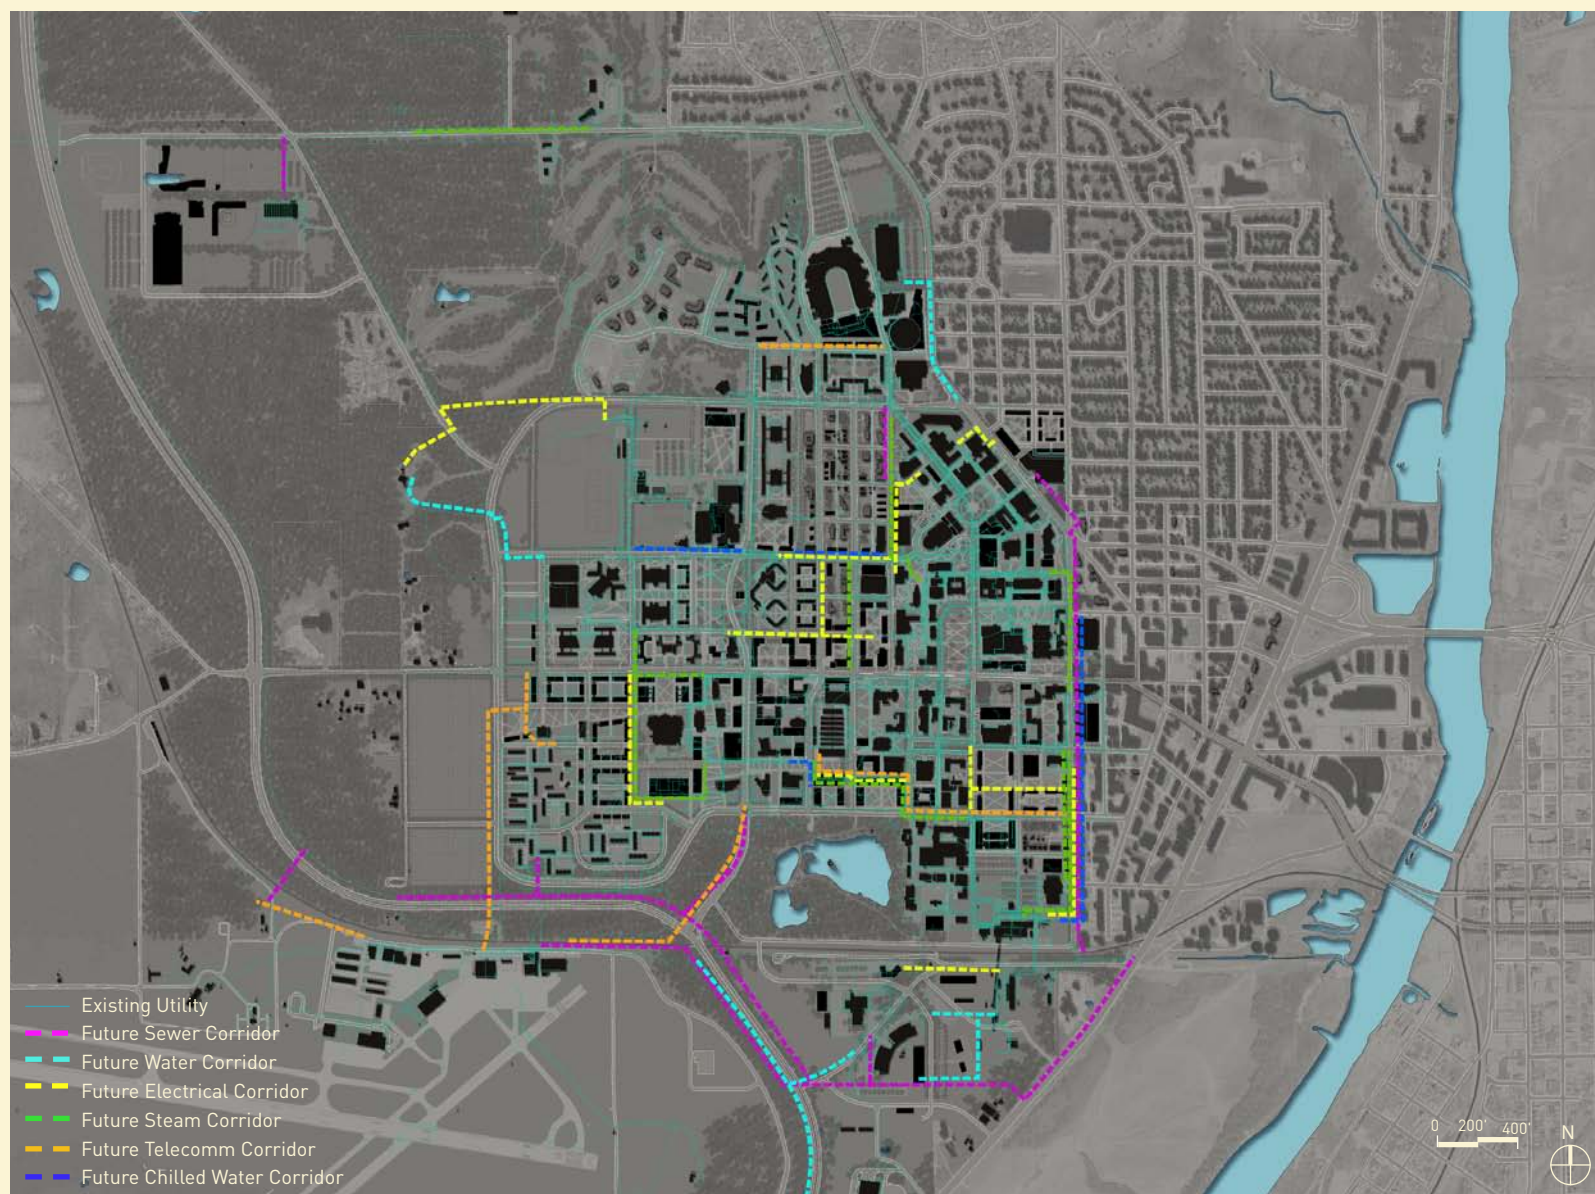 Existing Utility
Future Sewer Corridor
Future Water Corridor
Future Electrical Corridor
Future Steam Corridor
Future Telecomm Corridor
Future Chilled Water Corridor
0 200' 400'
N